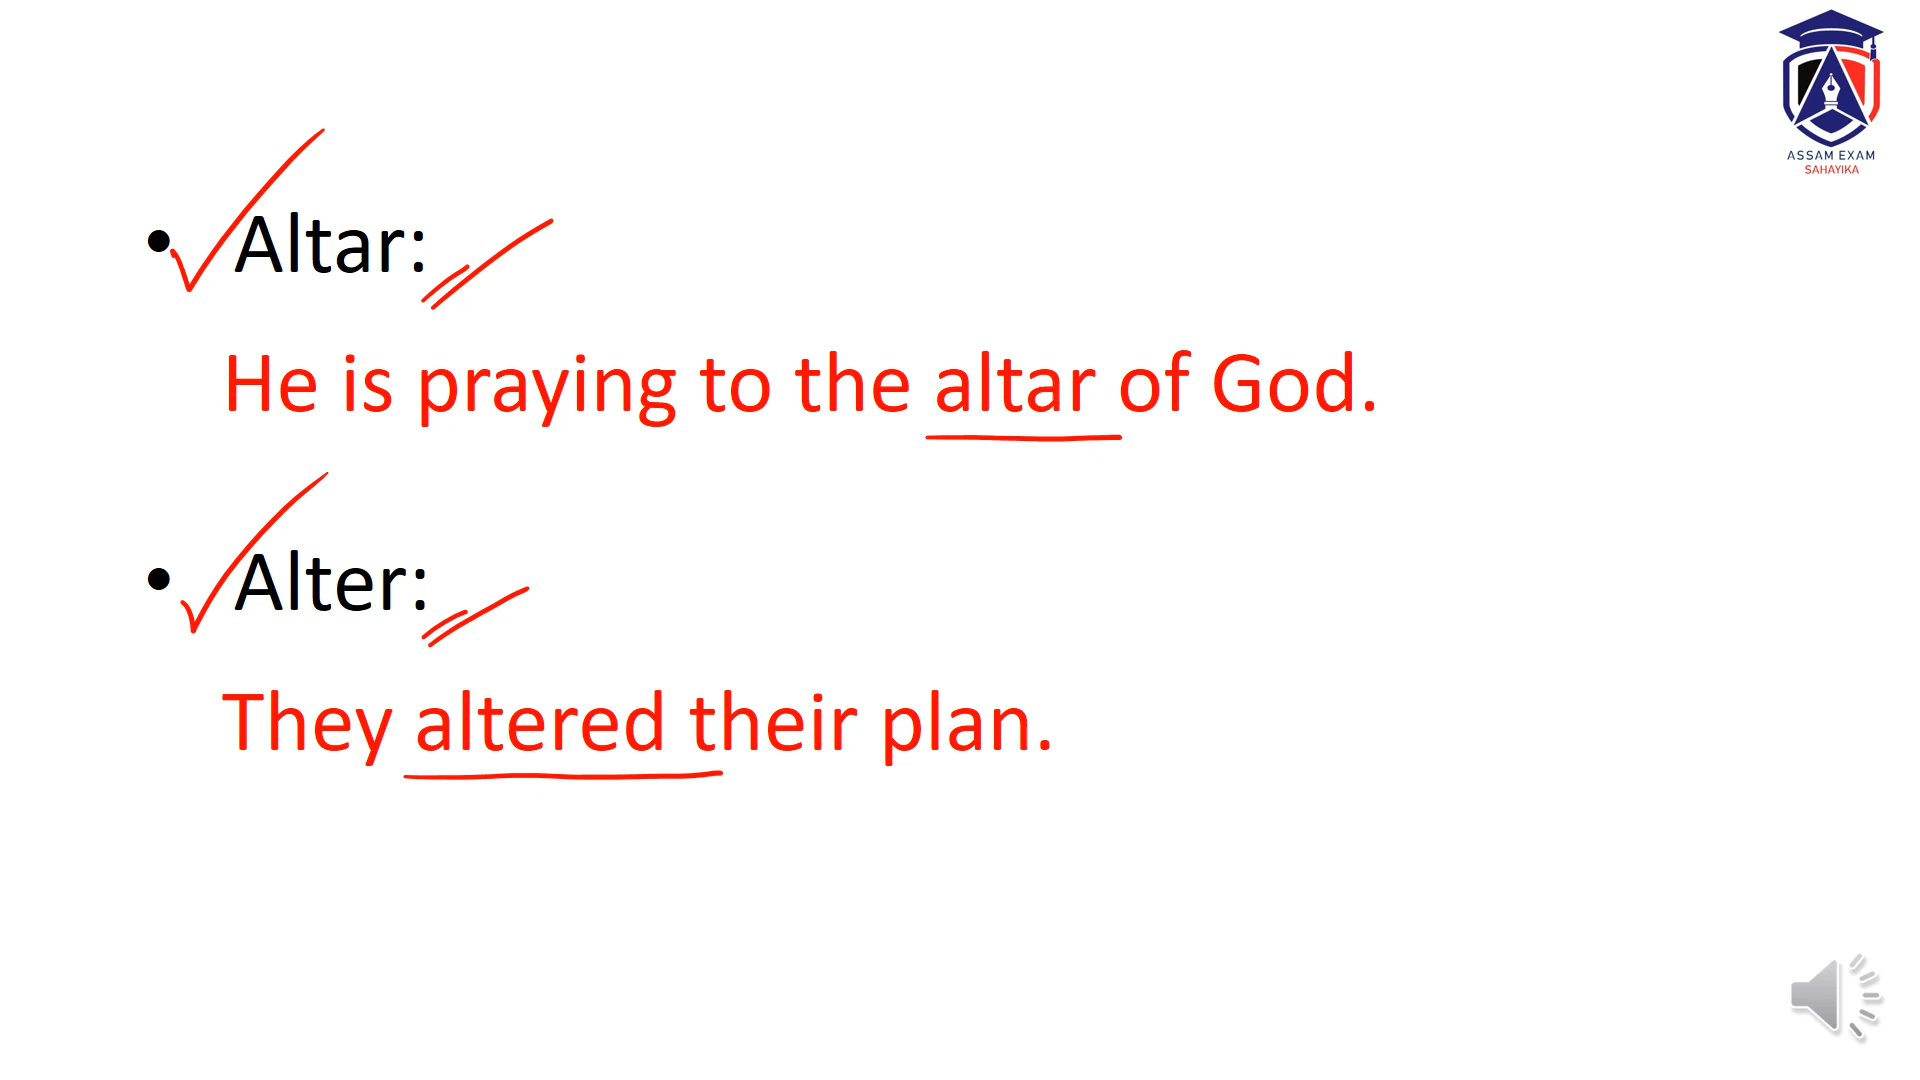 ASSAM EXAM
SAHAYIKA
• Altar:
He is praying to the altar of God.
• Alter:
They altered their plan.